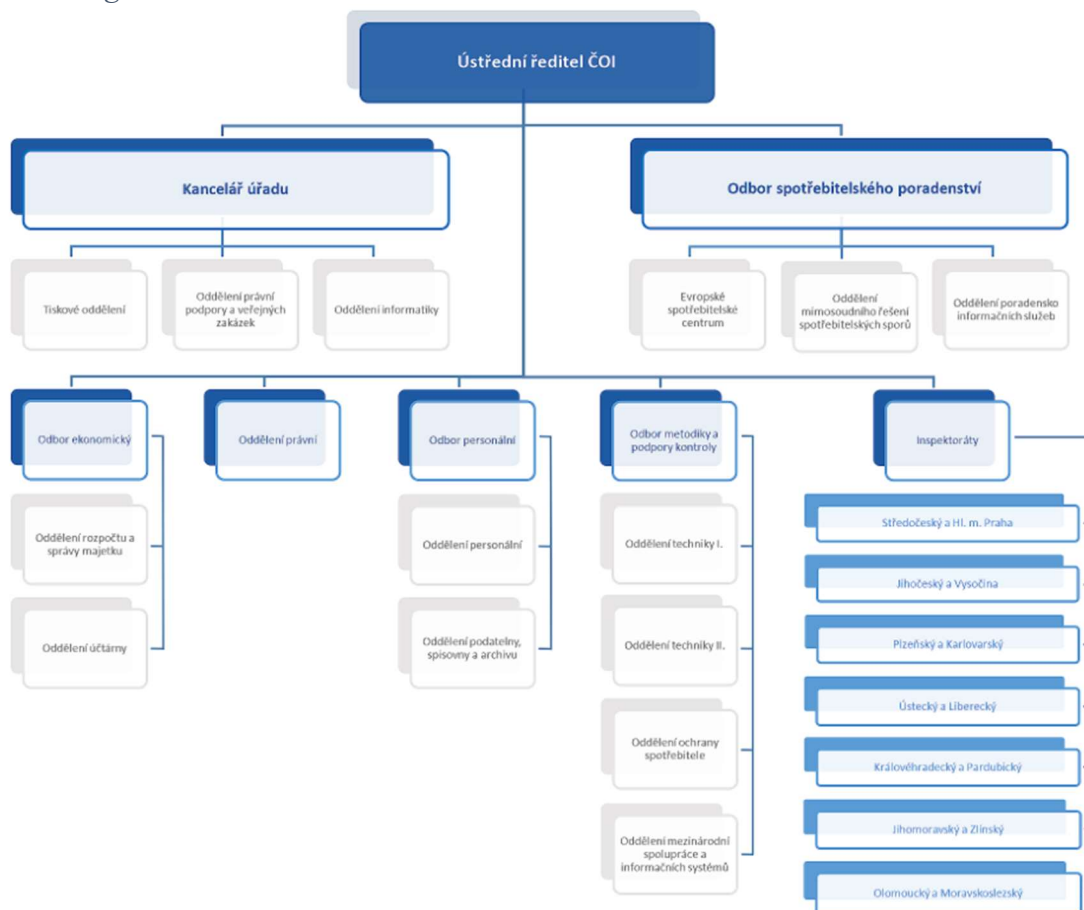 Ústřední ředitel ČOI
Kancelář úřadu
Odbor spotřebitelského poradenství
Tiskové oddělení
Oddělení právní
podpory a veřejných
zakázek
Oddělení informatiky
Evropské
spotřebitelské
centrum
Oddělení
mimosoudního řešení
spotřebitelských sporů
Oddělení poradensko
informačních služeb
Odbor ekonomický
Oddělení právní
Odbor personální
Odbor metodiky a
podpory kontroly
Inspektoráty
Oddělení rozpočtu a
správy majetku
Oddělení účtárny
Oddělení personální
Oddělení podatelny,
spisovny a archivu
Oddělení techniky I.
Oddělení techniky II.
Oddělení ochrany
spotřebitele
Oddělení mezinárodní
spolupráce a
informačních systémů
Středočeský a Hl. m. Praha
Jihočeský a Vysočina
Plzeňský a Karlovarský
Ústecký a Liberecký
Královéhradecký a Pardubický
Jihomoravský a Zlínský
Olomoucký a Moravskoslezský